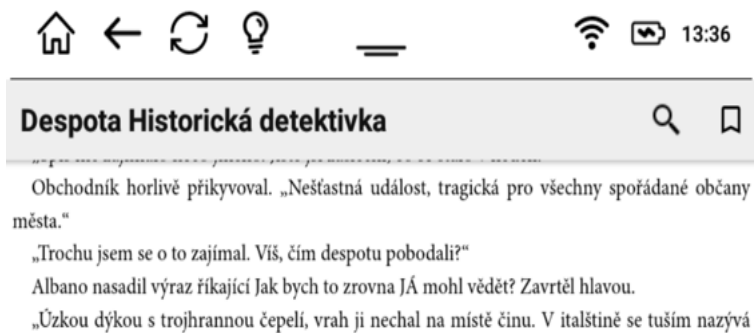 13:36
Despota Historická detektivka
Obchodník horlivě přikyvoval. „Nešťastná událost, tragická pro všechny spořádané občany
města.“
„Trochu jsem se o to zajímal. Víš, čím despotu pobodali?“
Albano nasadil výraz říkající Jak bych to zrovna JÁ mohl vědět? Zavrtěl hlavou.
„Úzkou dýkou s trojhrannou čepelí, vrah ji nechal na místě činu. V italštině se tuším nazývá